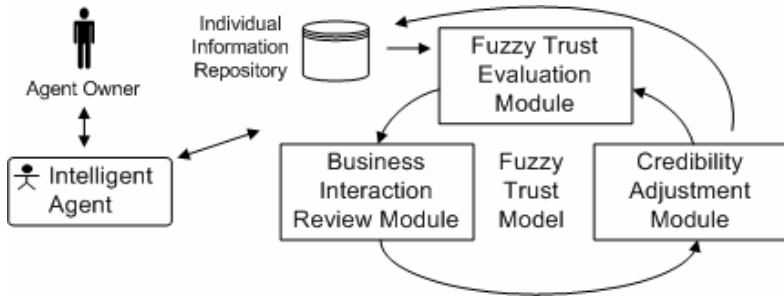 Individual
Information
Repository
Agent Owner
Fuzzy Trust
Evaluation
Module
Intelligent
Agent
Business
Interaction
Review Module
Fuzzy
Trust
Model
Credibility
Adjustment
Module